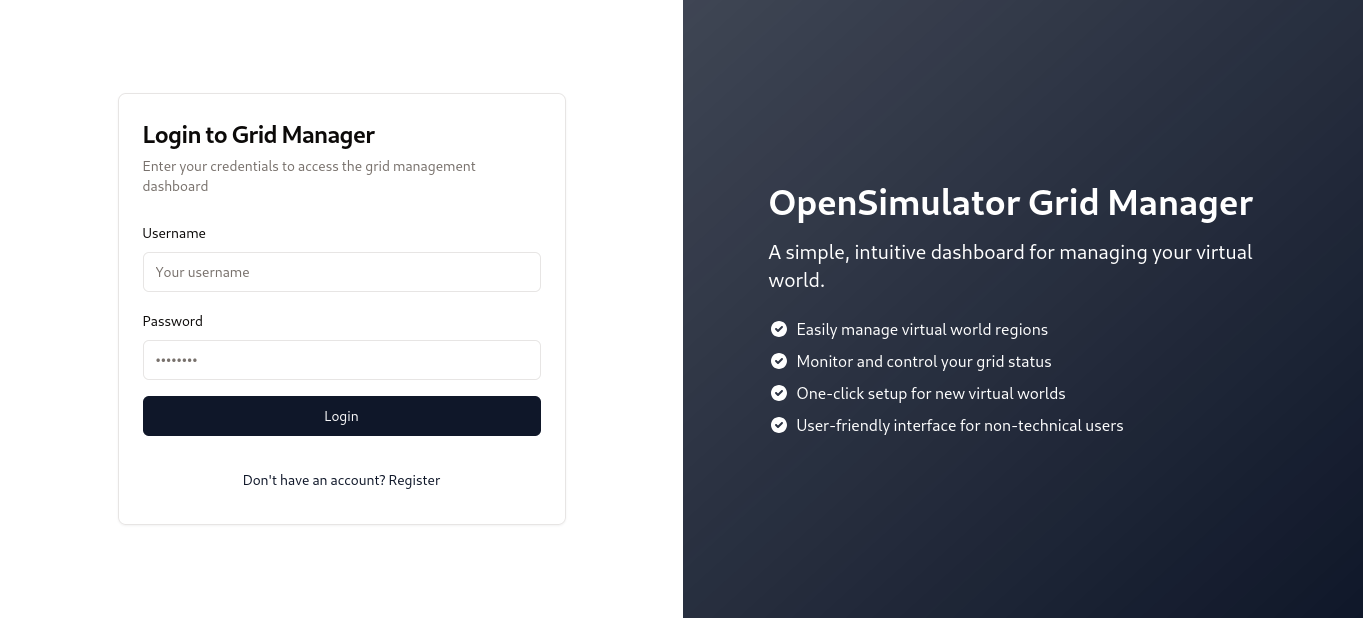 Login to Grid Manager
Enter your credentials to access the grid management
dashboard
Username
Your username
Password
••••••••
Login
Don't have an account? Register
OpenSimulator Grid Manager
A simple, intuitive dashboard for managing your virtual
world.
Easily manage virtual world regions
Monitor and control your grid status
One-click setup for new virtual worlds
User-friendly interface for non-technical users